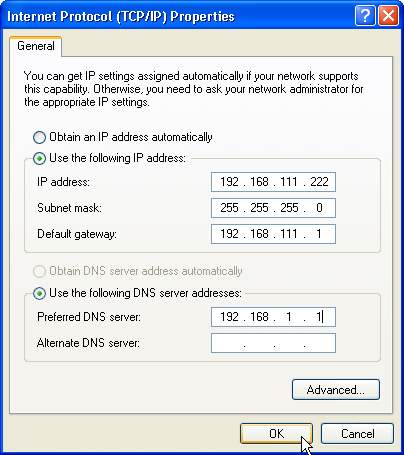 Internet Protocol (TCP/IP) Properties
General
You can get IP settings assigned automatically if your network supports
this capability. Otherwise, you need to ask your network administrator for
the appropriate IP settings.
Obtain an IP address automatically
Use the following IP address:
IP address: 192 . 168 . 111 . 222
Subnet mask: 255 . 255 . 255 . 0
Default gateway: 192 . 168 . 111 . 1
Obtain DNS server address automatically
Use the following DNS server addresses:
Preferred DNS server: 192 . 168 . 1 . 1
Alternate DNS server: . . .
Advanced...
OK Cancel